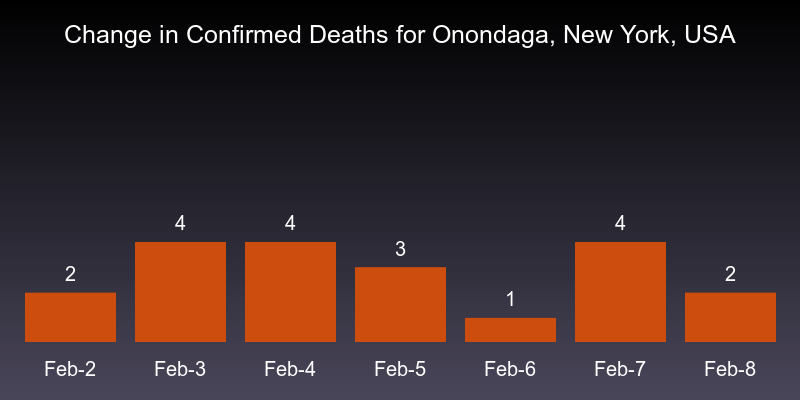 Change in Confirmed Deaths for Onondaga, New York, USA
2 4 4 3 1 4 2
Feb-2 Feb-3 Feb-4 Feb-5 Feb-6 Feb-7 Feb-8